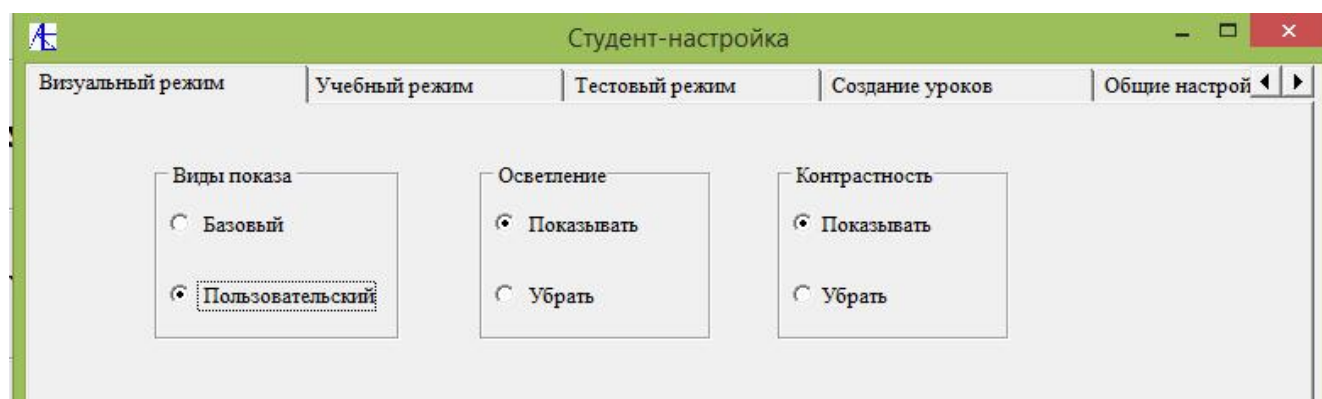 Студент-настройка
Визуальный режим
Учебный режим
Тестовый режим
Создание уроков
Общие настрой
Виды показа
Базовый
Пользовательский
Осветление
Показывать
Убрать
Контрастность
Показывать
Убрать